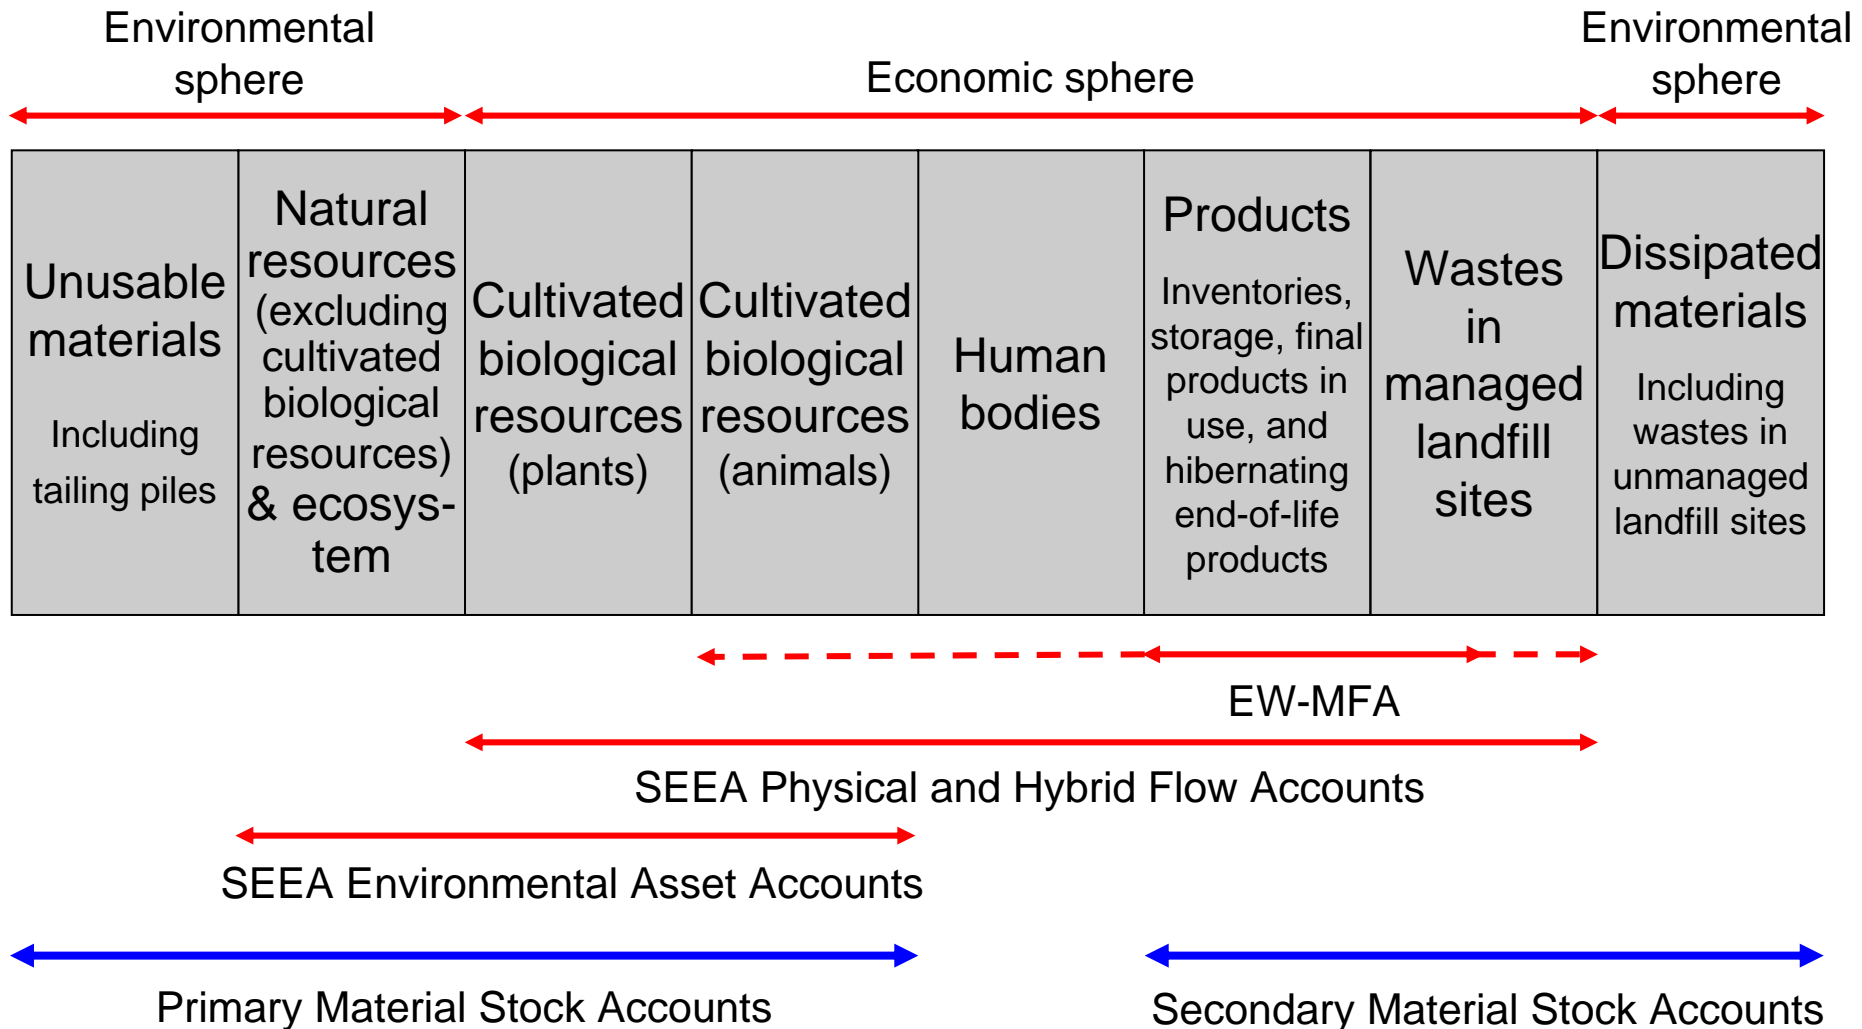 Environmental
sphere
Economic sphere
Environmental
sphere
Unusable
materials
Including
tailing piles
Natural
resources
(excluding
cultivated
biological
resources)
& ecosys-
tem
Cultivated
biological
resources
(plants)
Cultivated
biological
resources
(animals)
Human
bodies
Products
Inventories,
storage, final
products in
use, and
hibernating
end-of-life
products
Wastes
in
managed
landfill
sites
Dissipated
materials
Including
wastes in
unmanaged
landfill sites
EW-MFA
SEEA Physical and Hybrid Flow Accounts
SEEA Environmental Asset Accounts
Primary Material Stock Accounts
Secondary Material Stock Accounts